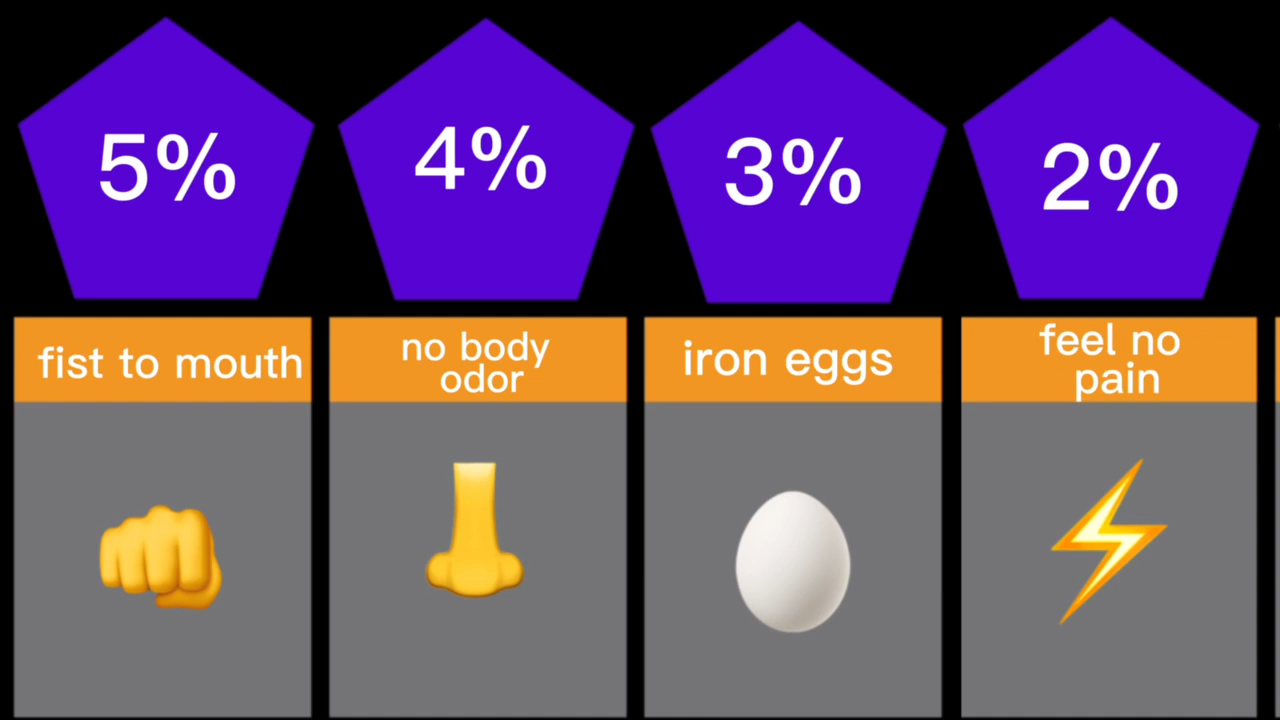 5%
4%
3%
2%
fist to mouth
no body
odor
iron eggs
feel no
pain